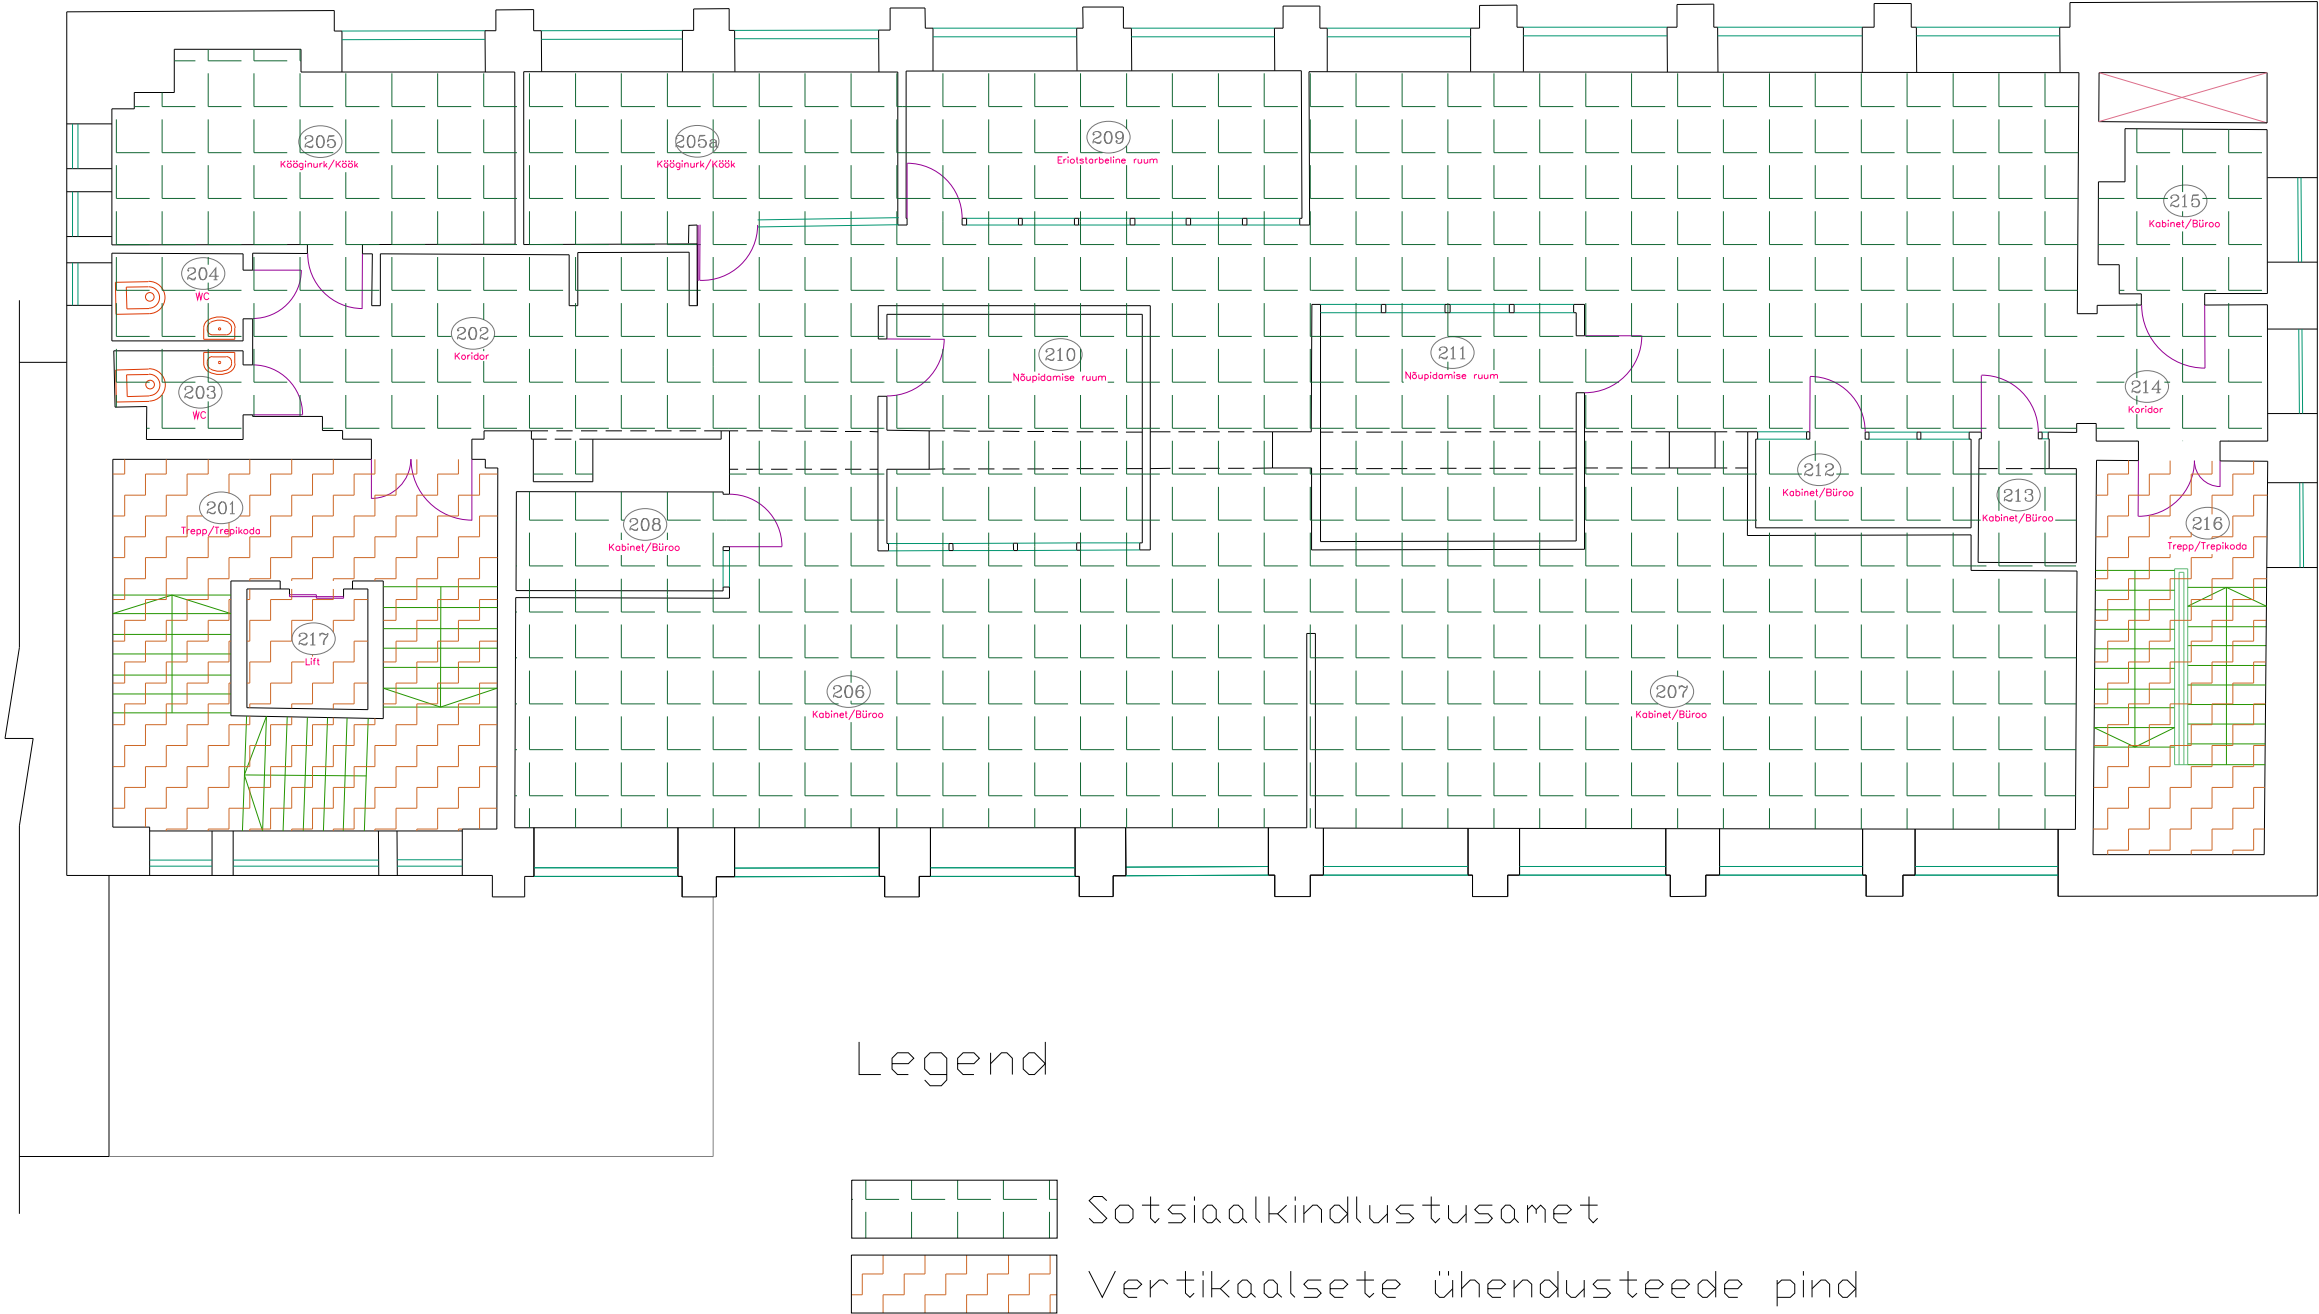 205
Kööginurk/Köök
205a
Kööginurk/Köök
209
Eriotstarbeline ruum
215
Kabinet/Büroo
204
WC
202
Koridor
203
WC
210
Nõupidamise ruum
211
Nõupidamise ruum
214
Koridor
212
Kabinet/Büroo
213
Kabinet/Büroo
201
Trepp/Trepikoda
208
Kabinet/Büroo
216
Trepp/Trepikoda
217
Lift
206
Kabinet/Büroo
207
Kabinet/Büroo
Legend
Sotsiaalkindlustusamet
Vertikaalsete ühendusteede pind